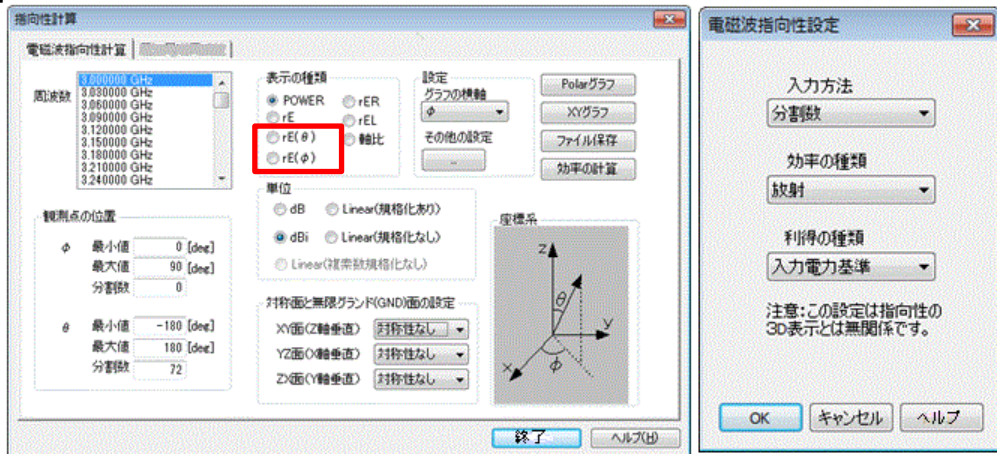 指向性計算
電磁波指向性計算
周波数
3.000000 GHz
3.030000 GHz
3.060000 GHz
3.090000 GHz
3.120000 GHz
3.150000 GHz
3.180000 GHz
3.210000 GHz
3.240000 GHz
表示の種類
POWER
rER
rE
rEL
rE(θ)
軸比
rE(φ)
設定
グラフの横軸
φ
その他の設定
..
Polarグラフ
XYグラフ
ファイル保存
効率の計算
単位
dB
Linear(規格化あり)
dBi
Linear(規格化なし)
Linear(複素数規格化なし)
観測点の位置
φ
最小値 0 [deg]
最大値 90 [deg]
分割数 0
θ
最小値 -180 [deg]
最大値 180 [deg]
分割数 72
対称面と無限グランド(GND)面の設定
XY面(Z軸垂直) 対称性なし
YZ面(X軸垂直) 対称性なし
ZX面(Y軸垂直) 対称性なし
座標系
Z
θ
Y
X
φ
終了
ヘルプ(H)
電磁波指向性設定
入力方法
分割数
効率の種類
放射
利得の種類
入力電力基準
注意:この設定は指向性の
3D表示とは無関係です。
OK
キャンセル
ヘルプ